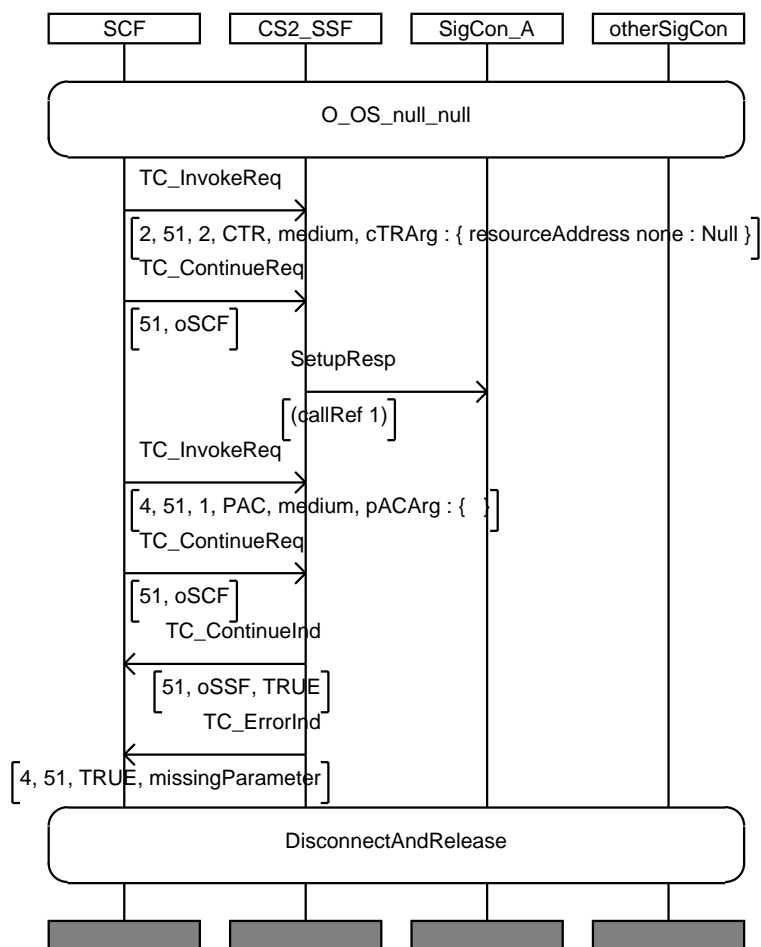 SCF CS2_SSF SigCon_A otherSigCon
O_OS_null_null
TC_InvokeReq
2, 51, 2, CTR, medium, cTRArg : { resourceAddress none : Null }
TC_ContinueReq
51, oSCF
SetupResp
(callRef 1)
TC_InvokeReq
4, 51, 1, PAC, medium, pACArg : { }
TC_ContinueReq
51, oSCF
TC_ContinueInd
51, oSSF, TRUE
TC_ErrorInd
4, 51, TRUE, missingParameter
DisconnectAndRelease